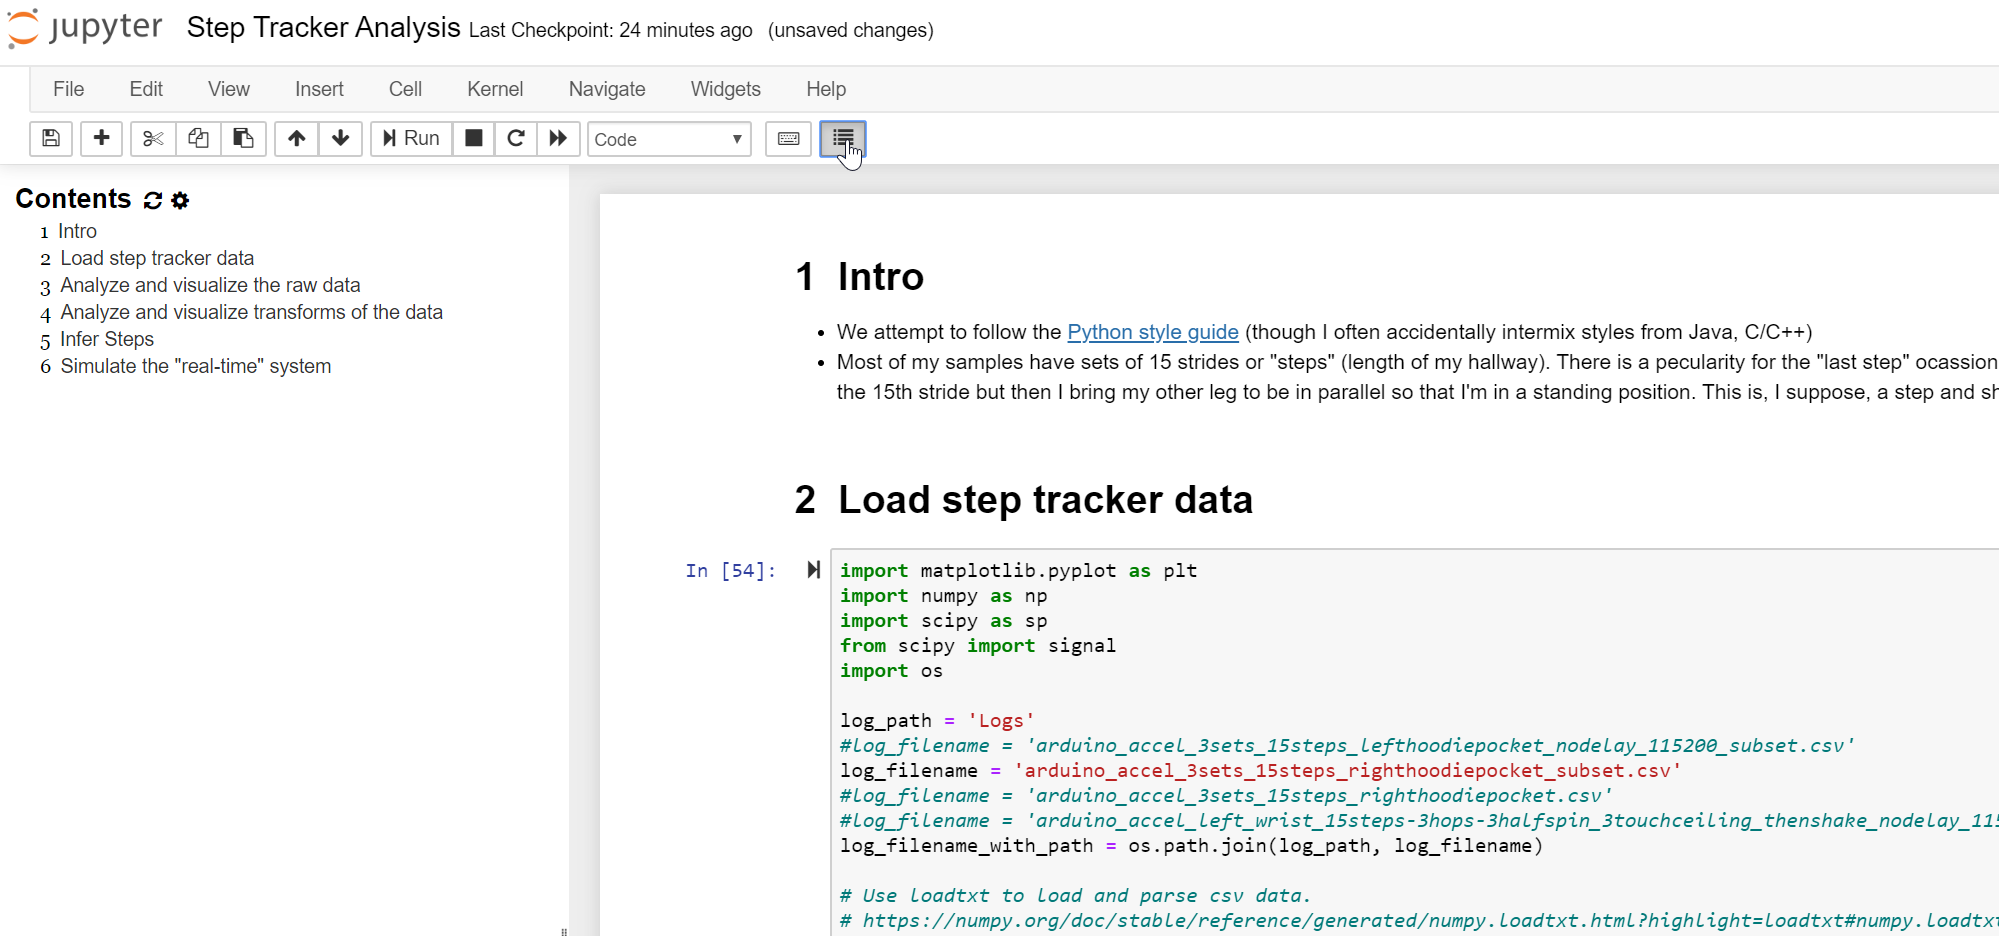 jupyter Step Tracker Analysis Last Checkpoint: 24 minutes ago (unsaved changes)
File Edit View Insert Cell Kernel Navigate Widgets Help
Run Code
Contents
1 Intro
2 Load step tracker data
3 Analyze and visualize the raw data
4 Analyze and visualize transforms of the data
5 Infer Steps
6 Simulate the "real-time" system
1 Intro
• We attempt to follow the Python style guide (though I often accidentally intermix styles from Java, C/C++)
• Most of my samples have sets of 15 strides or "steps" (length of my hallway). There is a pecularity for the "last step" ocassion
the 15th stride but then I bring my other leg to be in parallel so that I'm in a standing position. This is, I suppose, a step and sh
2 Load step tracker data
In [54]:
import matplotlib.pyplot as plt
import numpy as np
import scipy as sp
from scipy import signal
import os
log_path = 'Logs'
#log_filename = 'arduino_accel_3sets_15steps_lefthoodiepocket_nodelay_115200_subset.csv'
log_filename = 'arduino_accel_3sets_15steps_righthoodiepocket_subset.csv'
#log_filename = 'arduino_accel_3sets_15steps_righthoodiepocket.csv'
#log_filename = 'arduino_accel_left_wrist_15steps-3hops-3halfspin_3touchceiling_thenshake_nodelay_115
log_filename_with_path = os.path.join(log_path, log_filename)
# Use loadtxt to load and parse csv data.
# https://numpy.org/doc/stable/reference/generated/numpy.loadtxt.html?highlight=loadtxt#numpy.loadtxt